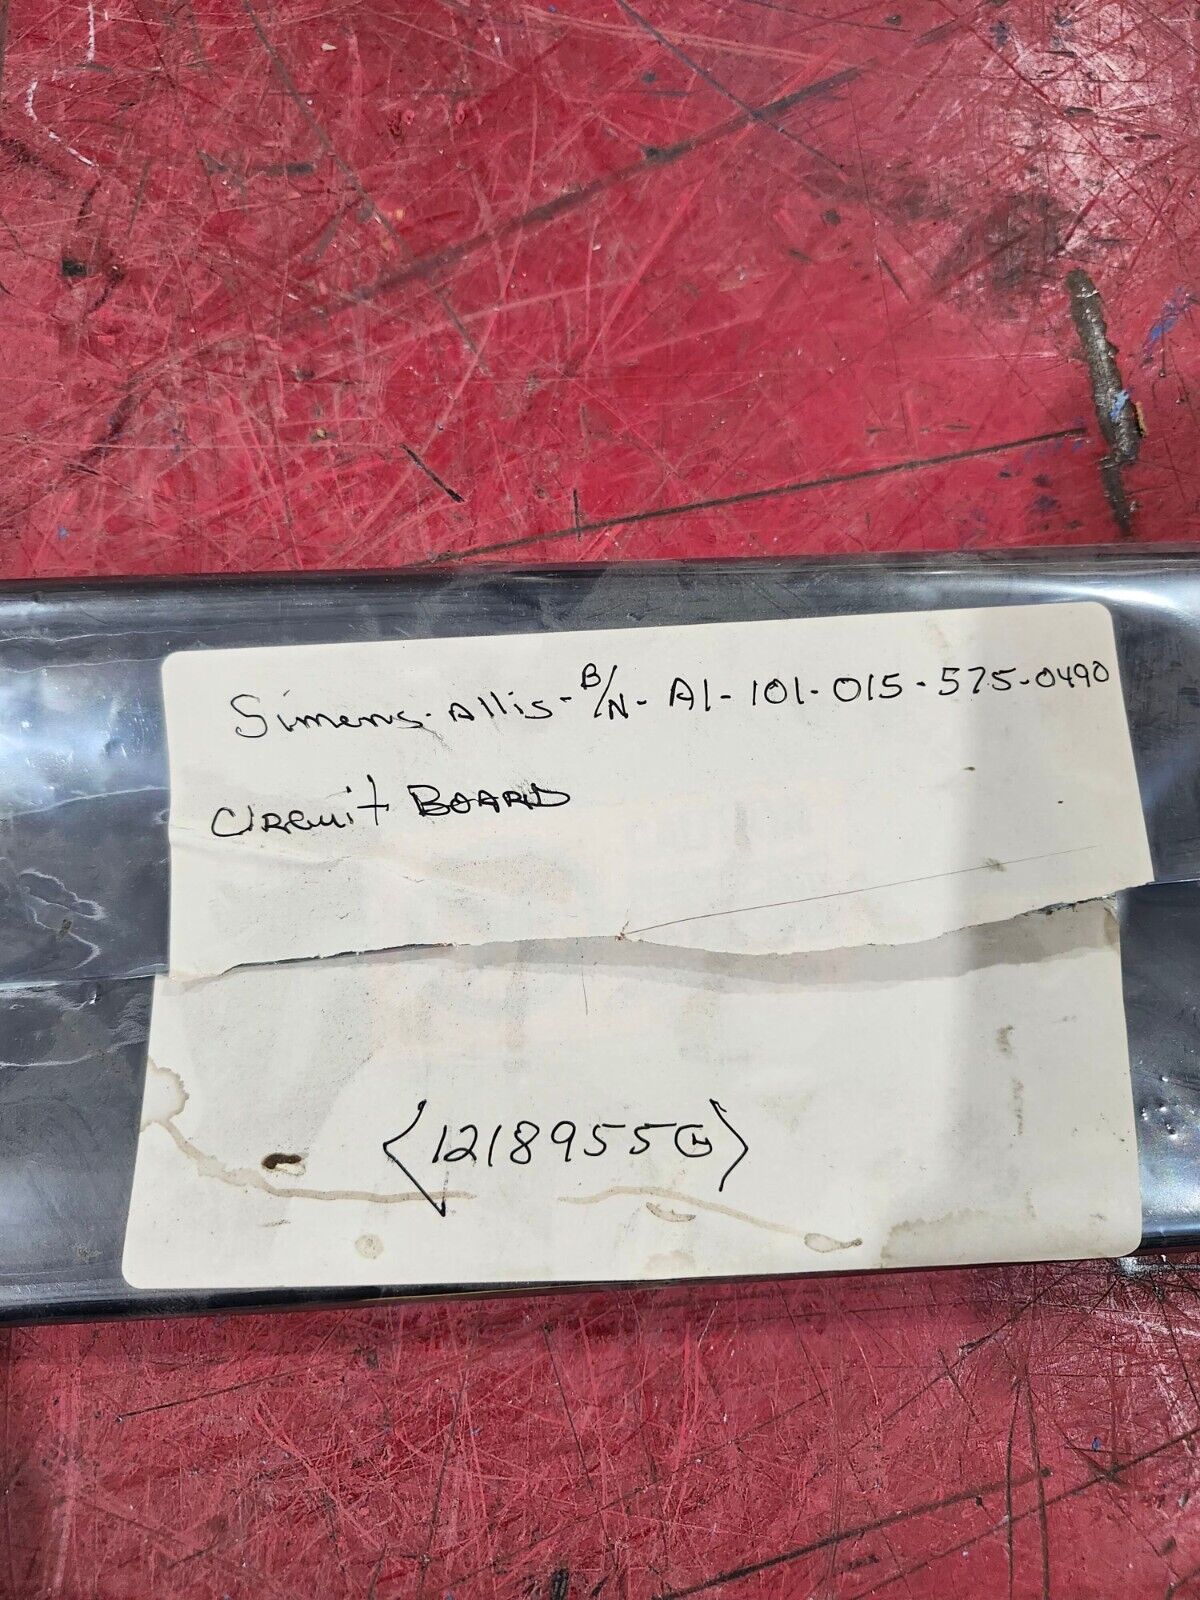 Simens-Allis-B/N-A1-101-015-575-0490
Circuit Board
<1218955G>